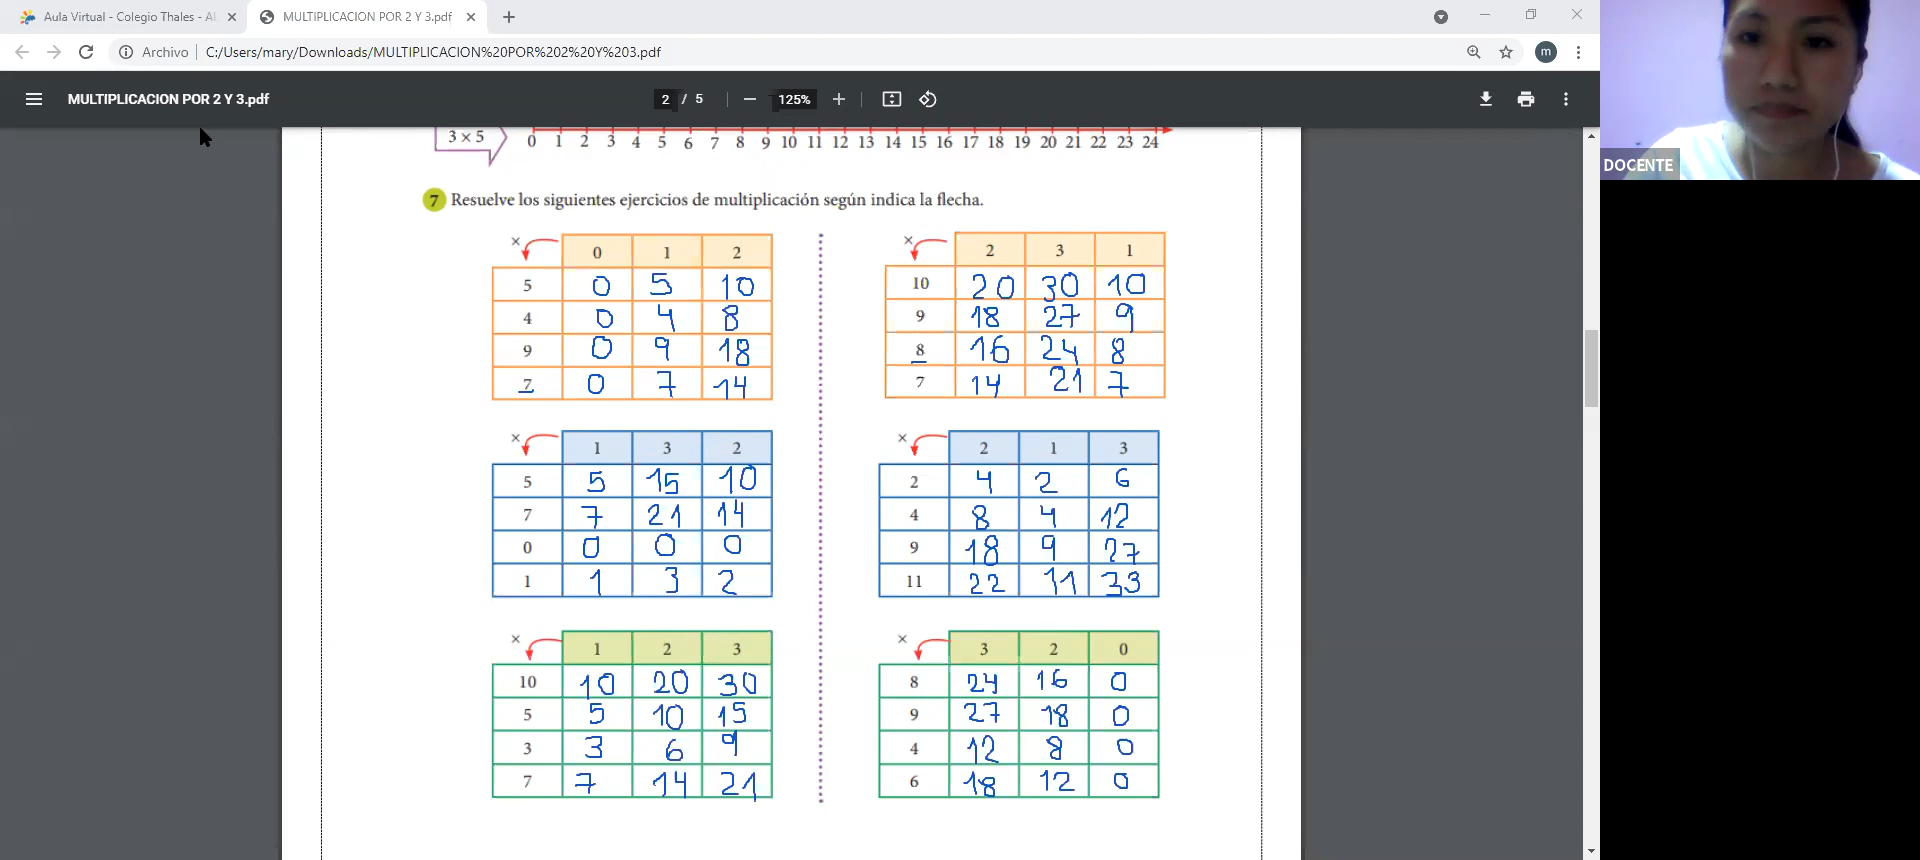 Aula Virtual - Colegio Thales - Al
MULTIPLICACION POR 2 Y 3.pdf
Archivo C:/Users/mary/Downloads/MULTIPLICACION%20POR%202%20Y%203.pdf
m
MULTIPLICACION POR 2 Y 3.pdf
2 / 5
125%
DOCENTE
3 × 5
0 1 2 3 4 5 6 7 8 9 10 11 12 13 14 15 16 17 18 19 20 21 22 23 24
7 Resuelve los siguientes ejercicios de multiplicación según indica la flecha.
× 0 1 2
5 0 5 10
4 0 4 8
9 0 9 18
7 0 7 14
× 2 3 1
10 20 30 10
9 18 27 9
8 16 24 8
7 14 21 7
× 1 3 2
5 5 15 10
7 7 21 14
0 0 0 0
1 1 3 2
× 2 1 3
2 4 2 6
4 8 4 12
9 18 9 27
11 22 11 33
× 1 2 3
10 10 20 30
5 5 10 15
3 3 6 9
7 7 14 21
× 3 2 0
8 24 16 0
9 27 18 0
4 12 8 0
6 18 12 0